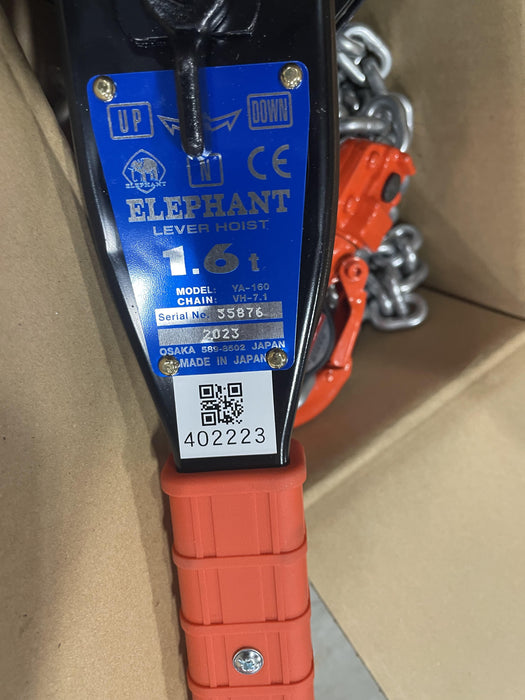 UP DOWN
N
ELEPHANT
CE
ELEPHANT
LEVER HOIST
1.6 t
MODEL: YA-160
CHAIN: VH-7.1
Serial No. 35876
2023
OSAKA 589-8502 JAPAN
MADE IN JAPAN
402223